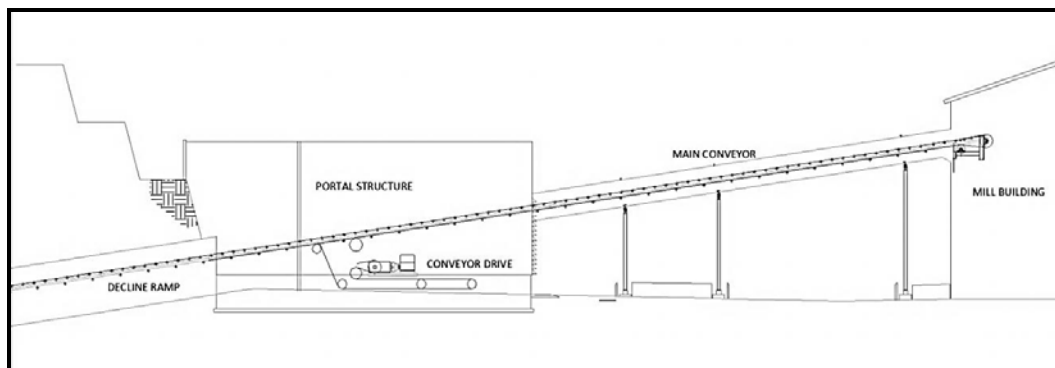 MAIN CONVEYOR
PORTAL STRUCTURE
MILL BUILDING
CONVEYOR DRIVE
DECLINE RAMP